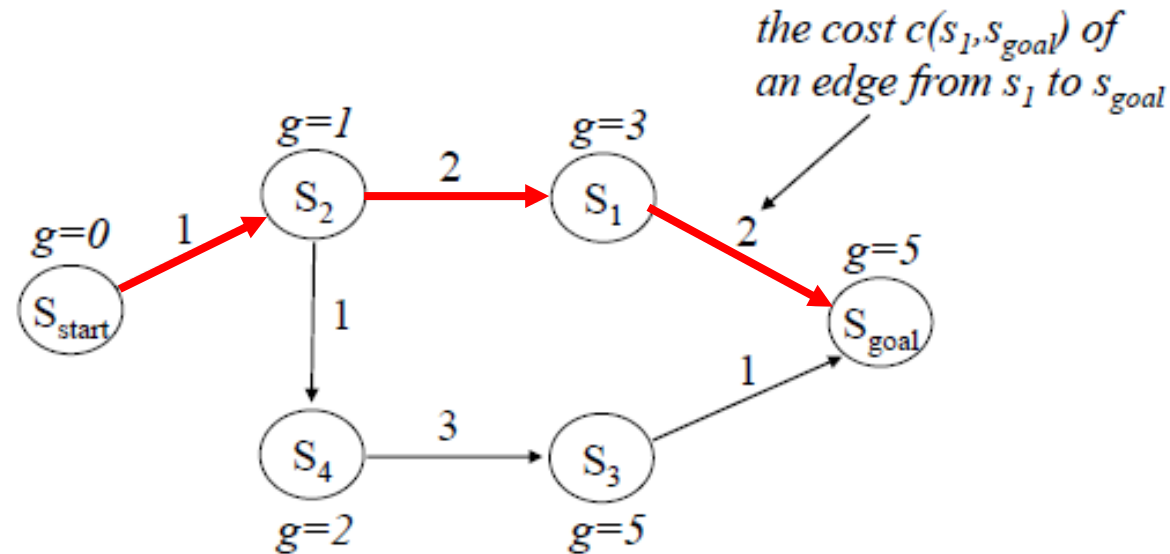 the cost c(s1,sgoal) of
an edge from s1 to sgoal
g=1
g=3
2
S2
S1
1
2
g=0
g=5
Sstart
1
Sgoal
1
3
S4
S3
g=2
g=5